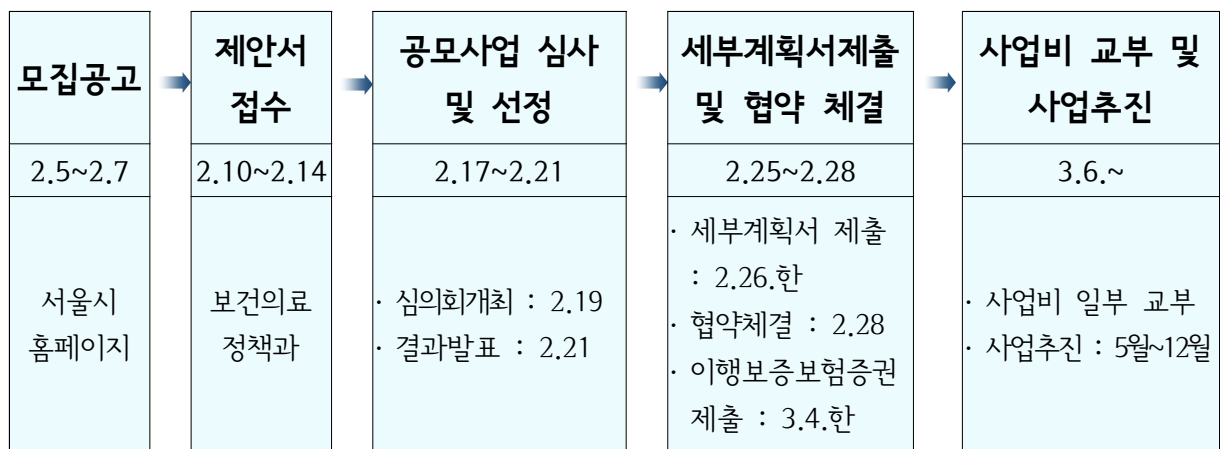 모집공고
2.5~2.7
서울시
홈페이지
제안서
접수
2.10~2.14
보건의료
정책과
공모사업 심사
및 선정
2.17~2.21
· 심의회개최 : 2.19
· 결과발표 : 2.21
세부계획서제출
및 협약 체결
2.25~2.28
· 세부계획서 제출
: 2.26.한
· 협약체결 : 2.28
· 이행보증보험증권
제출 : 3.4.한
사업비 교부 및
사업추진
3.6.~
· 사업비 일부 교부
· 사업추진 : 5월~12월